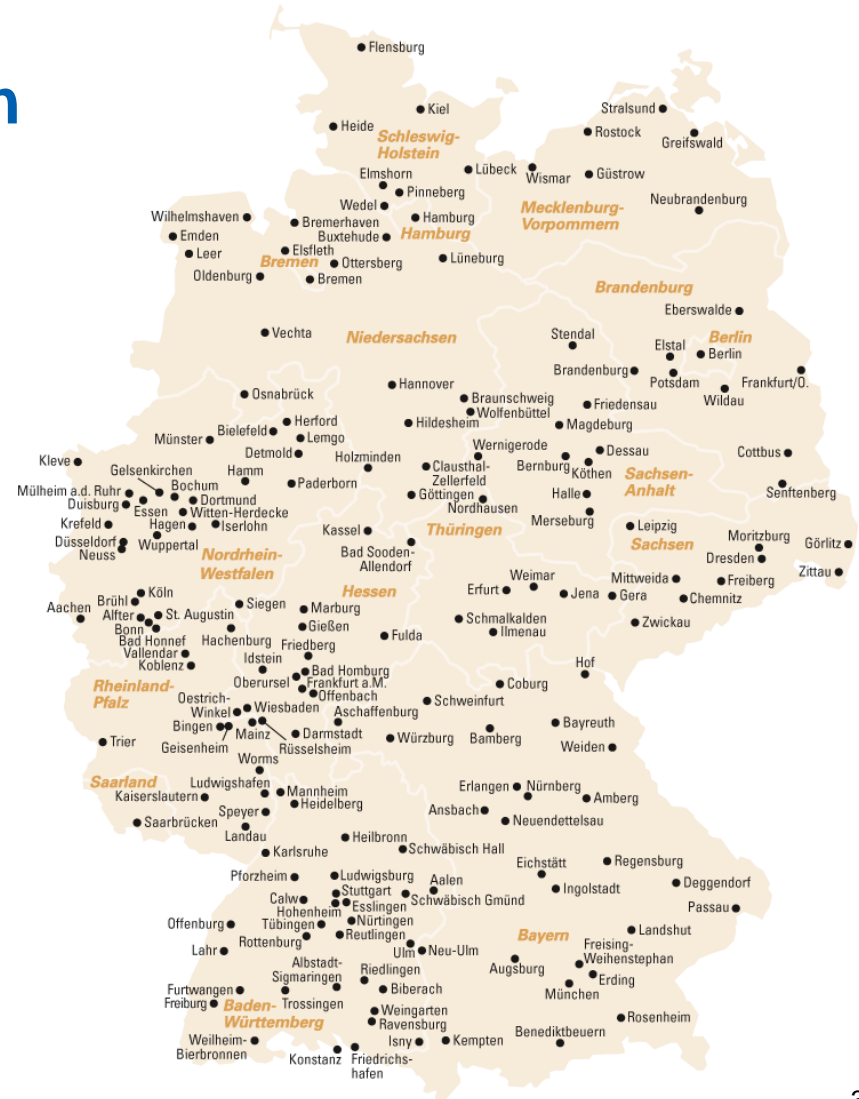 n
Flensburg
Kiel
Stralsund
Heide
Rostock
Greifswald
Schleswig-
Holstein
Lübeck
Wismar
Güstrow
Elmshorn
Pinneberg
Neubrandenburg
Wedel
Mecklenburg-
Vorpommern
Wilhelmshaven
Bremerhaven
Hamburg
Emden
Buxtehude
Hamburg
Leer
Elsfleth
Bremen
Ottersberg
Lüneburg
Oldenburg
Bremen
Brandenburg
Eberswalde
Vechta
Niedersachsen
Stendal
Berlin
Elstal
Berlin
Brandenburg
Potsdam
Frankfurt/O.
Wildau
Hannover
Osnabrück
Braunschweig
Wolfenbüttel
Friedensau
Hildesheim
Magdeburg
Herford
Bielefeld
Lemgo
Münster
Detmold
Holzminden
Wernigerode
Dessau
Cottbus
Kleve
Gelsenkirchen
Hamm
Clausthal-
Zellerfeld
Bernburg
Köthen
Sachsen-
Anhalt
Bochum
Paderborn
Senftenberg
Mülheim a.d. Ruhr
Duisburg
Essen
Dortmund
Göttingen
Nordhausen
Halle
Witten-Herdecke
Merseburg
Krefeld
Hagen
Iserlohn
Kassel
Thüringen
Leipzig
Düsseldorf
Neuss
Wuppertal
Bad Sooden-
Allendorf
Sachsen
Moritzburg
Görlitz
Dresden
Nordrhein-
Westfalen
Zittau
Hessen
Weimar
Mittweida
Freiberg
Köln
Brühl
Erfurt
Jena
Gera
Chemnitz
Aachen
Alfter
St. Augustin
Siegen
Marburg
Bonn
Bad Honnef
Hachenburg
Gießen
Schmalkalden
Ilmenau
Zwickau
Fulda
Vallendar
Friedberg
Koblenz
Idstein
Hof
Bad Homburg
Oberursel
Frankfurt a.M.
Offenbach
Coburg
Rheinland-
Pfalz
Oestrich-
Winkel
Wiesbaden
Aschaffenburg
Schweinfurt
Bingen
Mainz
Darmstadt
Bayreuth
Geisenheim
Rüsselsheim
Würzburg
Bamberg
Trier
Weiden
Worms
Saarland
Ludwigshafen
Mannheim
Erlangen
Nürnberg
Kaiserslautern
Heidelberg
Amberg
Speyer
Ansbach
Saarbrücken
Neuendettelsau
Landau
Heilbronn
Karlsruhe
Schwäbisch Hall
Eichstätt
Regensburg
Pforzheim
Ludwigsburg
Aalen
Deggendorf
Stuttgart
Ingolstadt
Calw
Esslingen
Schwäbisch Gmünd
Hohenheim
Passau
Offenburg
Tübingen
Nürtingen
Landshut
Rottenburg
Reutlingen
Bayern
Lahr
Ulm
Neu-Ulm
Freising-
Weihenstephan
Albstadt-
Sigmaringen
Riedlingen
Augsburg
Erding
Furtwangen
Biberach
München
Freiburg
Trossingen
Baden-
Württemberg
Weingarten
Ravensburg
Rosenheim
Weilheim-
Bierbronnen
Isny
Kempten
Benediktbeuern
Konstanz
Friedrichs-
hafen